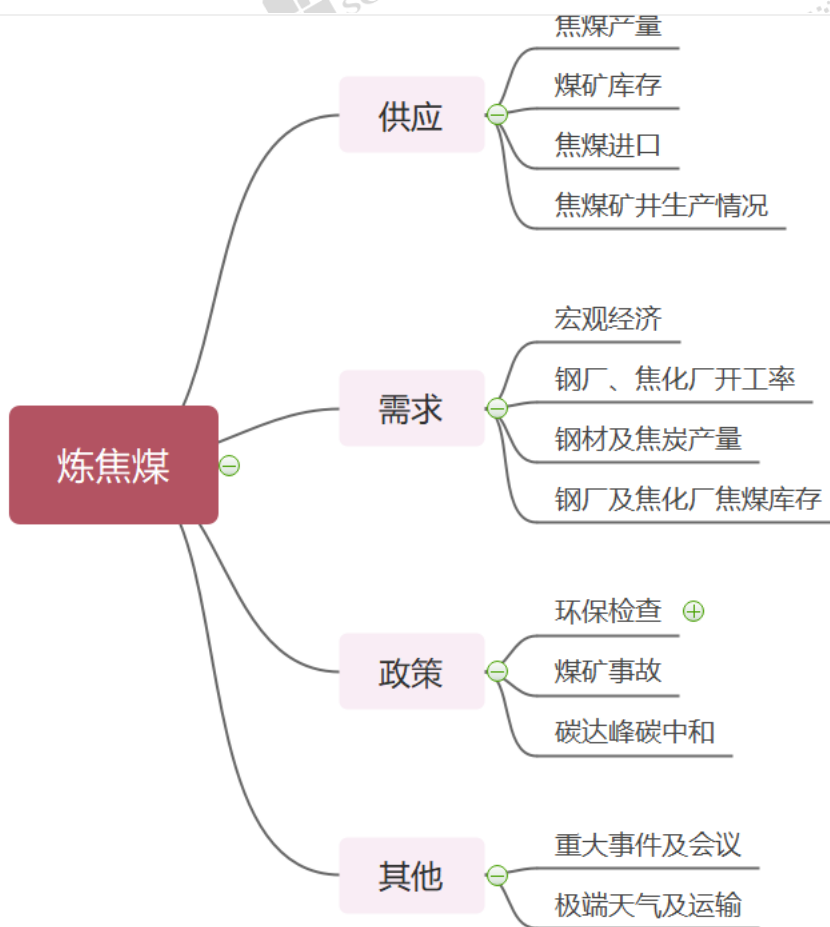 焦煤产量
供应
煤矿库存
焦煤进口
焦煤矿井生产情况
宏观经济
钢厂、焦化厂开工率
需求
钢材及焦炭产量
炼焦煤
钢厂及焦化厂焦煤库存
环保检查
政策
煤矿事故
碳达峰碳中和
重大事件及会议
其他
极端天气及运输